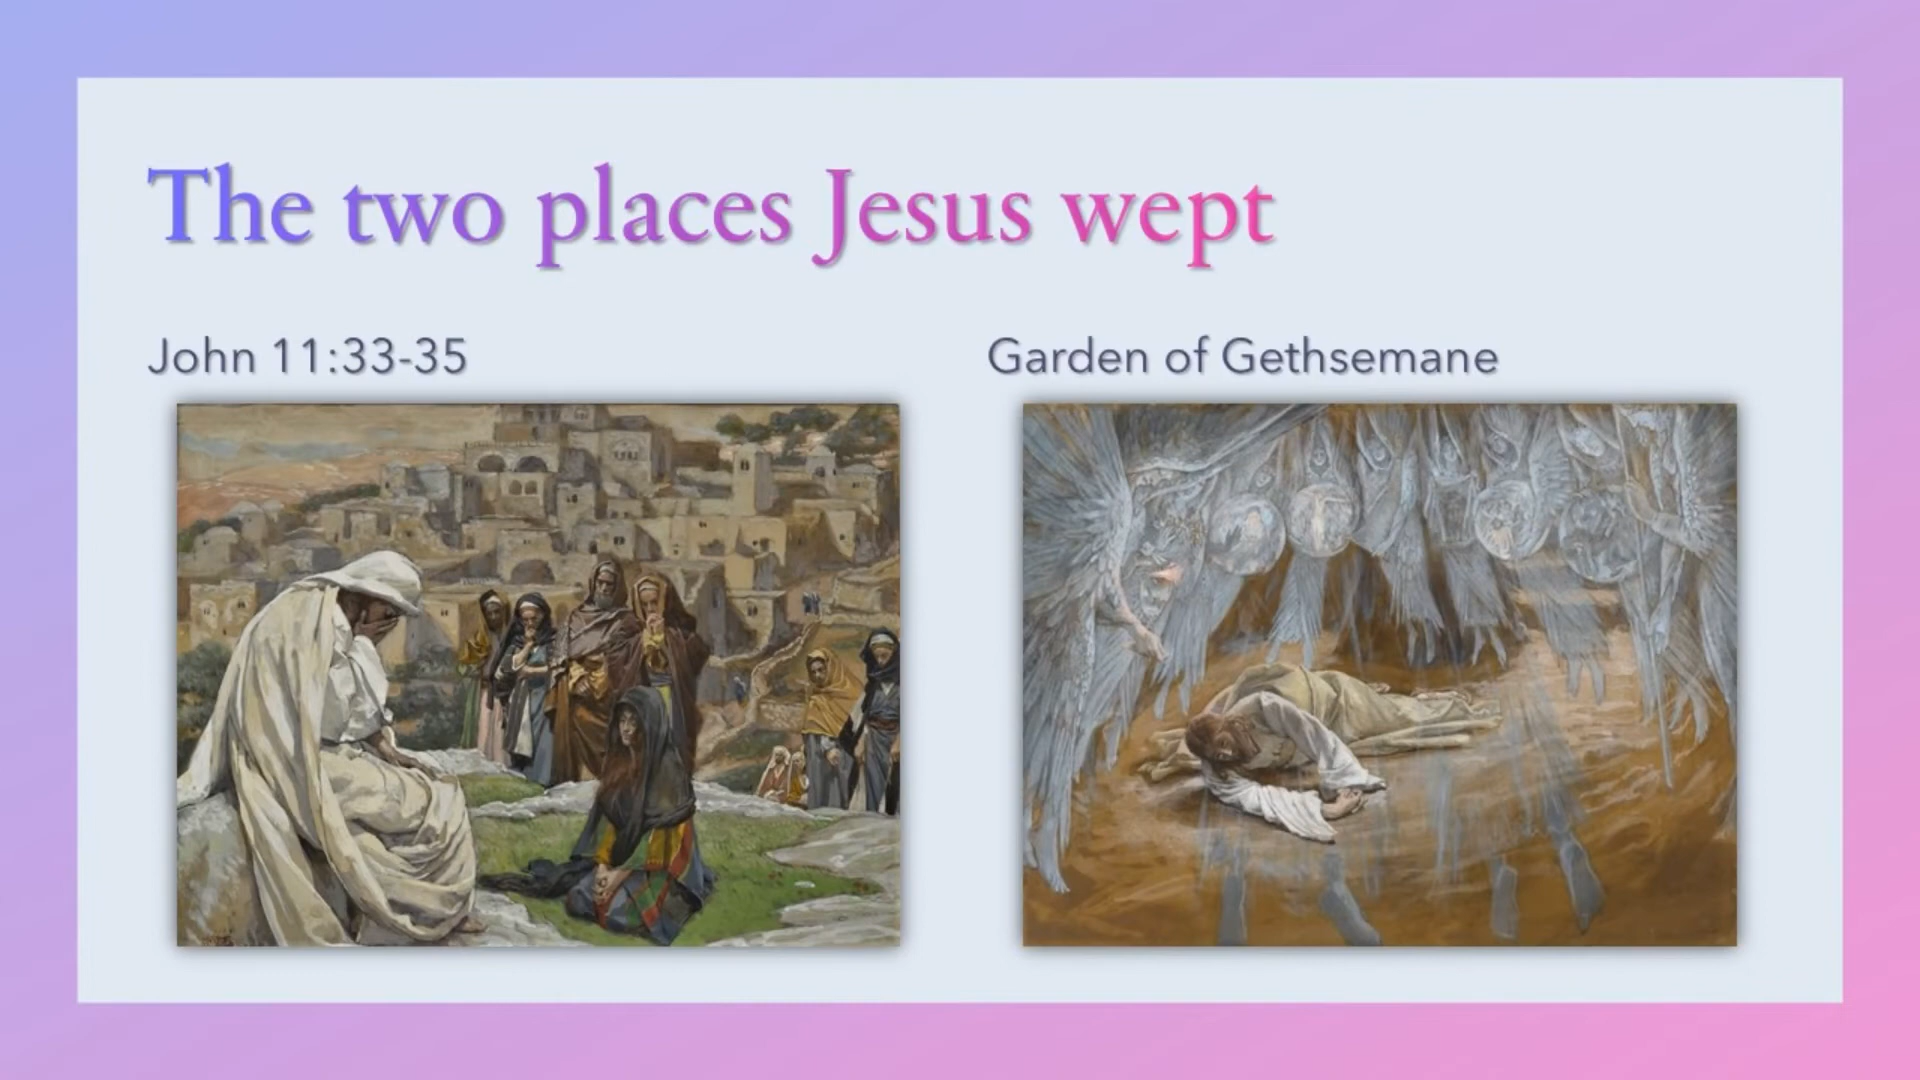 The two places Jesus wept
John 11:33-35
Garden of Gethsemane